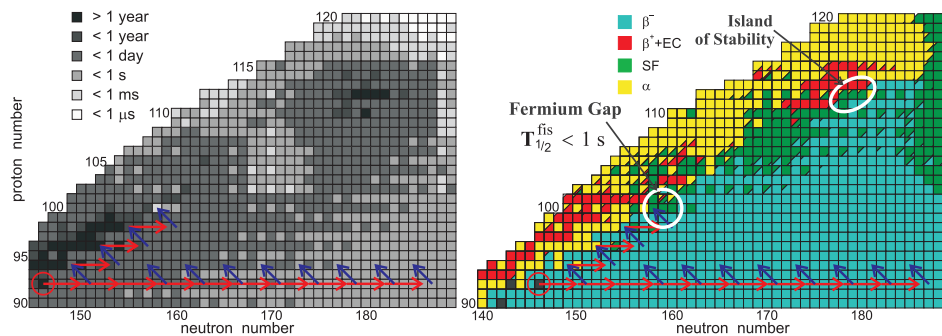 > 1 year
< 1 year
< 1 day
< 1 s
< 1 ms
< 1 μs
proton number
120
115
110
105
100
95
90
150
160
170
180
neutron number
β⁻
β⁺+EC
SF
α
Island
of Stability
Fermium Gap
T₁/₂^fis < 1 s
120
110
100
90
140
150
160
170
180
neutron number